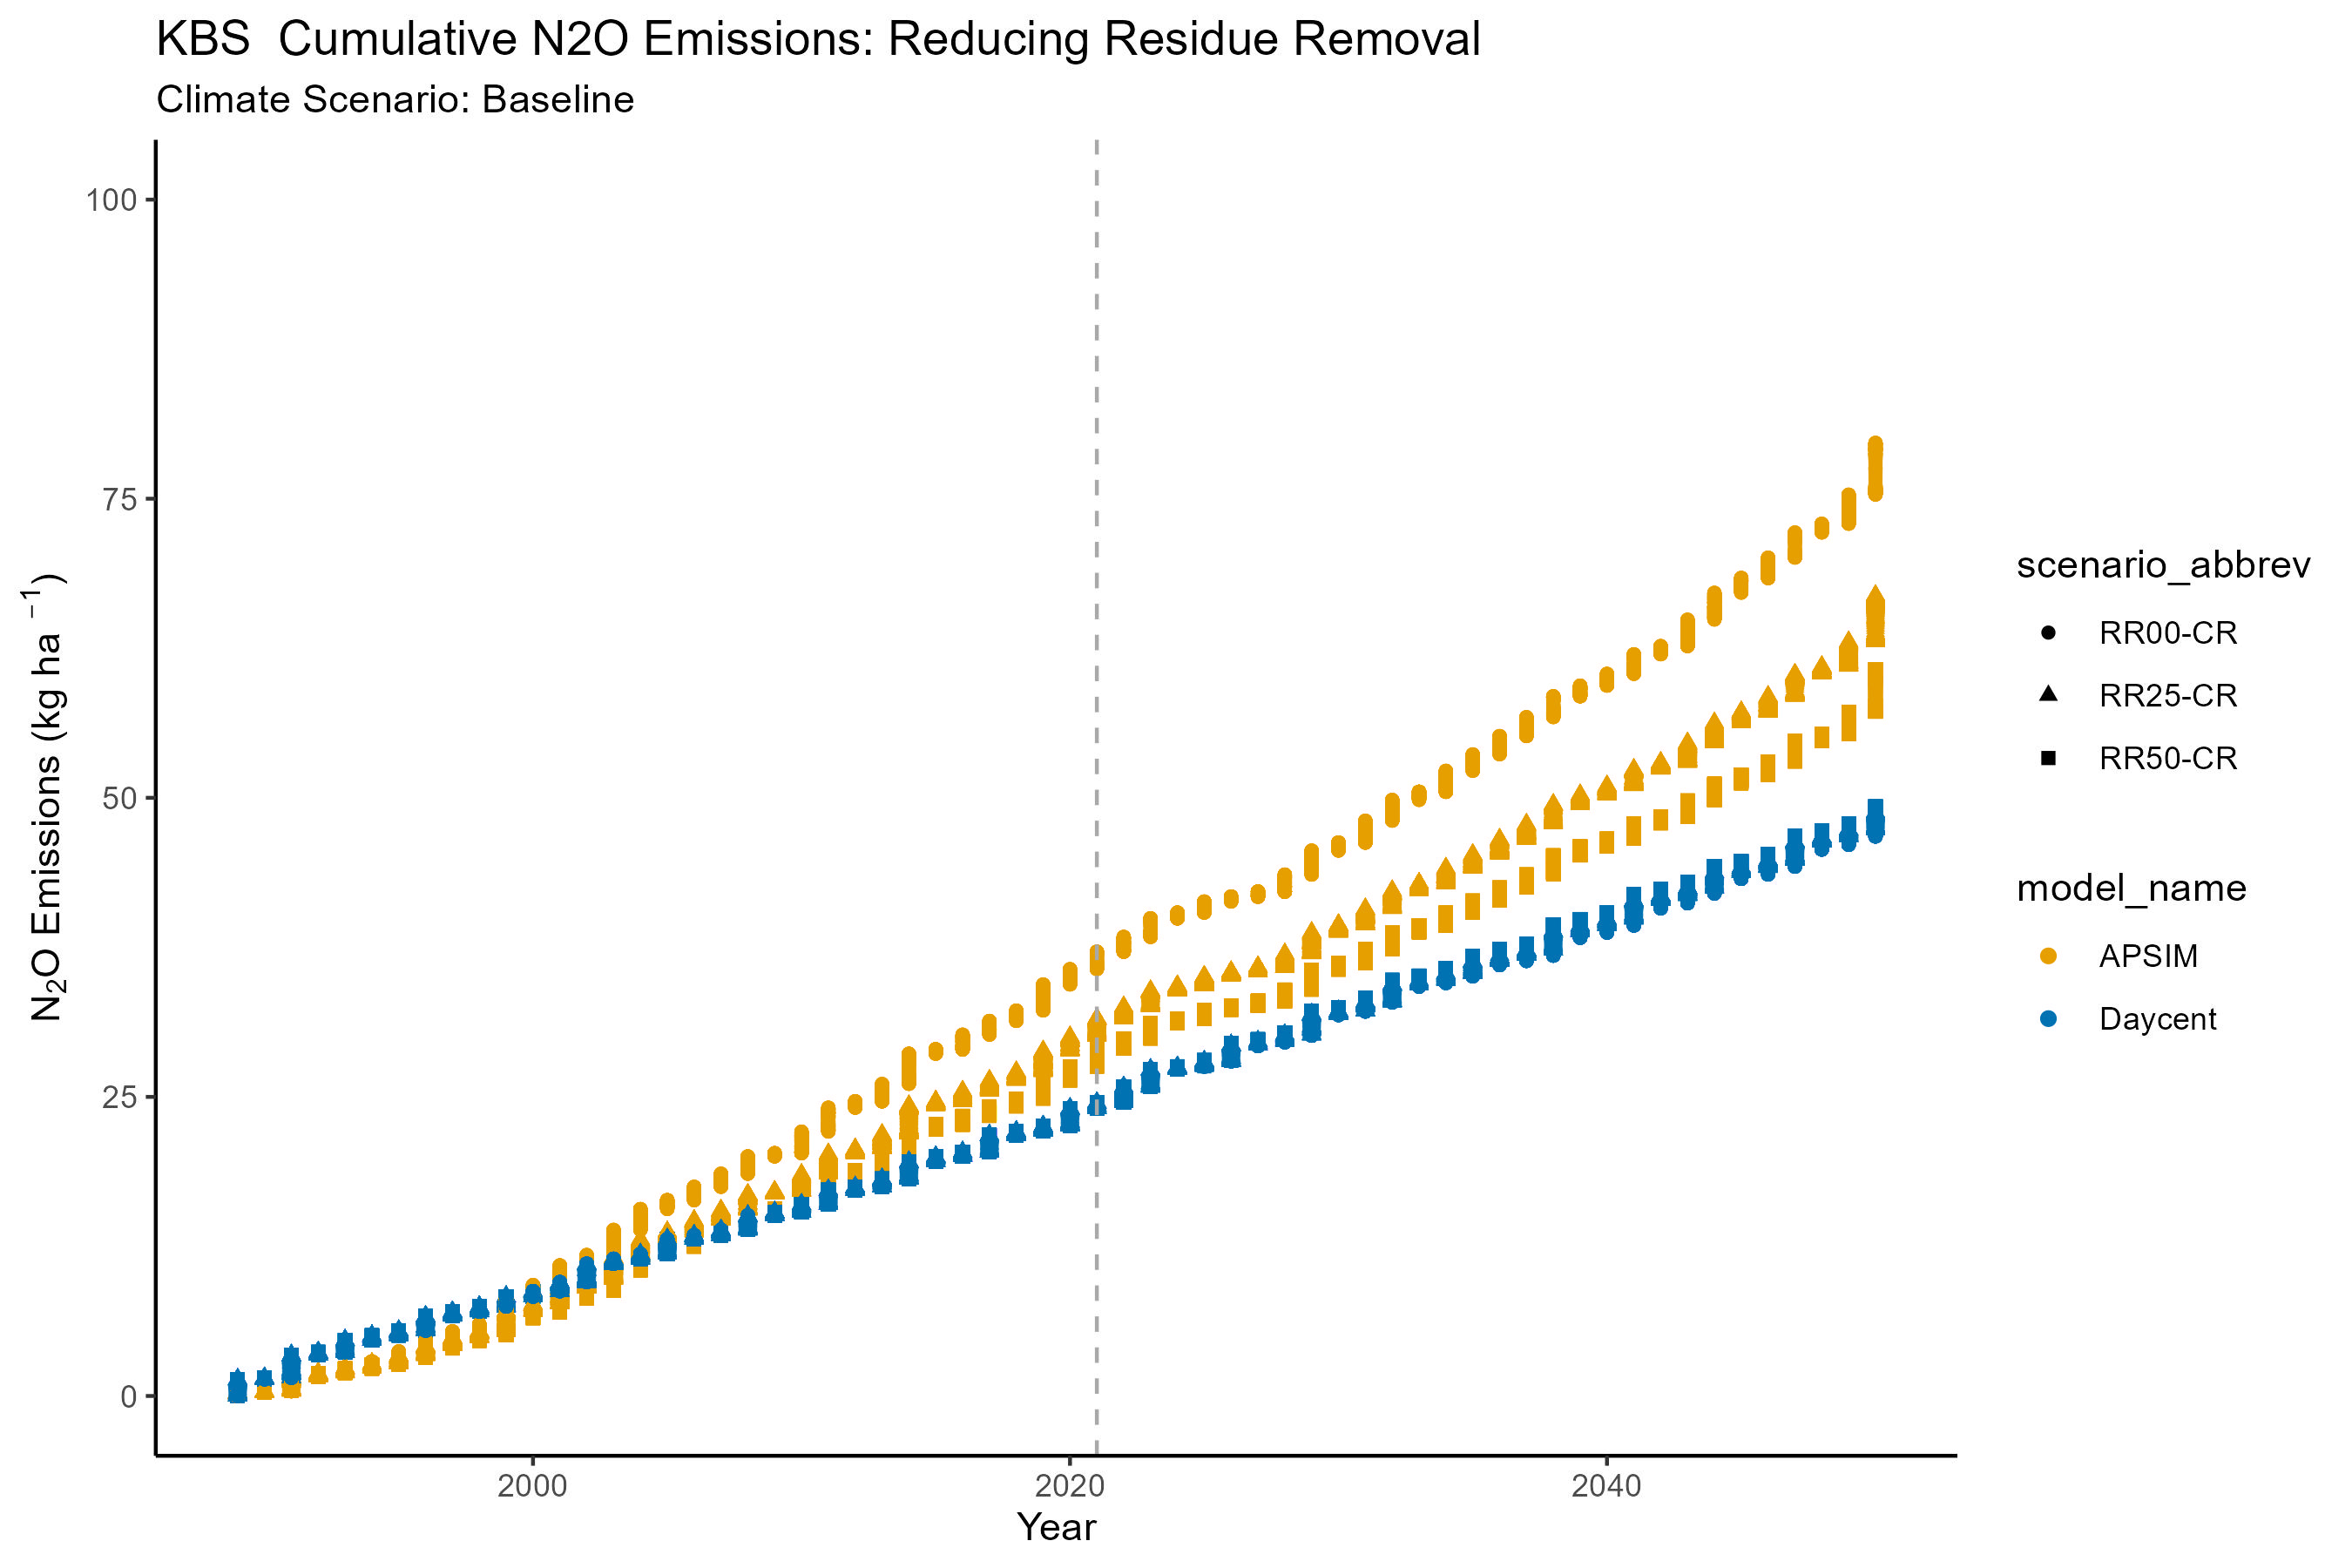 KBS  Cumulative N2O Emissions: Reducing Residue Removal
Climate Scenario: Baseline
N₂O Emissions (kg ha ⁻¹)
100
75
50
25
0
2000
2020
2040
Year
scenario_abbrev
RR00-CR
RR25-CR
RR50-CR
model_name
APSIM
Daycent